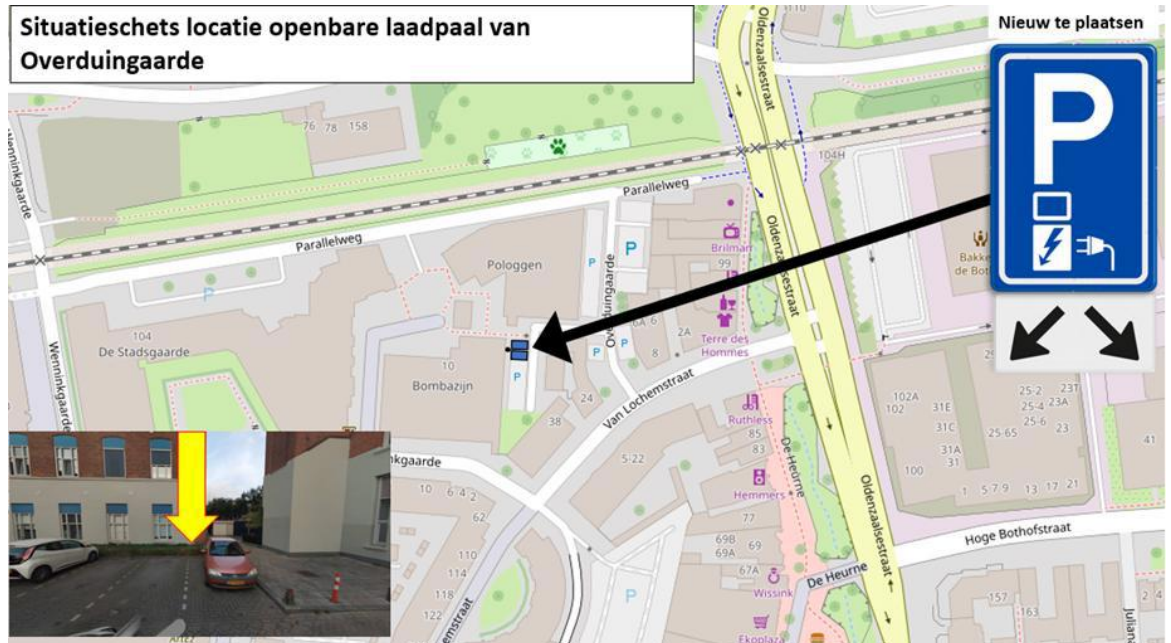 Situatieschets locatie openbare laadpaal van
Overduingaarde
Nieuw te plaatsen
P
Oldenzaalsestraat
110
Wenninkgaarde
76 78 158
104H
Parallelweg
Parallelweg
Overduingaarde
Oldenzaalsestraat
Brilman
99
P
P
P
Pologgen
6A 6
2A
8
P
P
Terre des
Hommes
104
De Stadsgaarde
Wenninkgaarde
10
Bombazijn
P
24
38
Van Lochemstraat
Ruthless
85
83
5-22
De Heurne
Hemmers
77
69B 69
69A
67A
De Heurne
Wissink
Ekoplaza
P
10 6 4 2
62
110
114
118
122
102A
102
31E
31C
31A
31
100
25-65
25-2 23T
25-4 23A
25-6 23
1 5 7 9 13 17 21
41
Hoge Bothofstraat
Oldenzaalsestraat
157
163
2 4